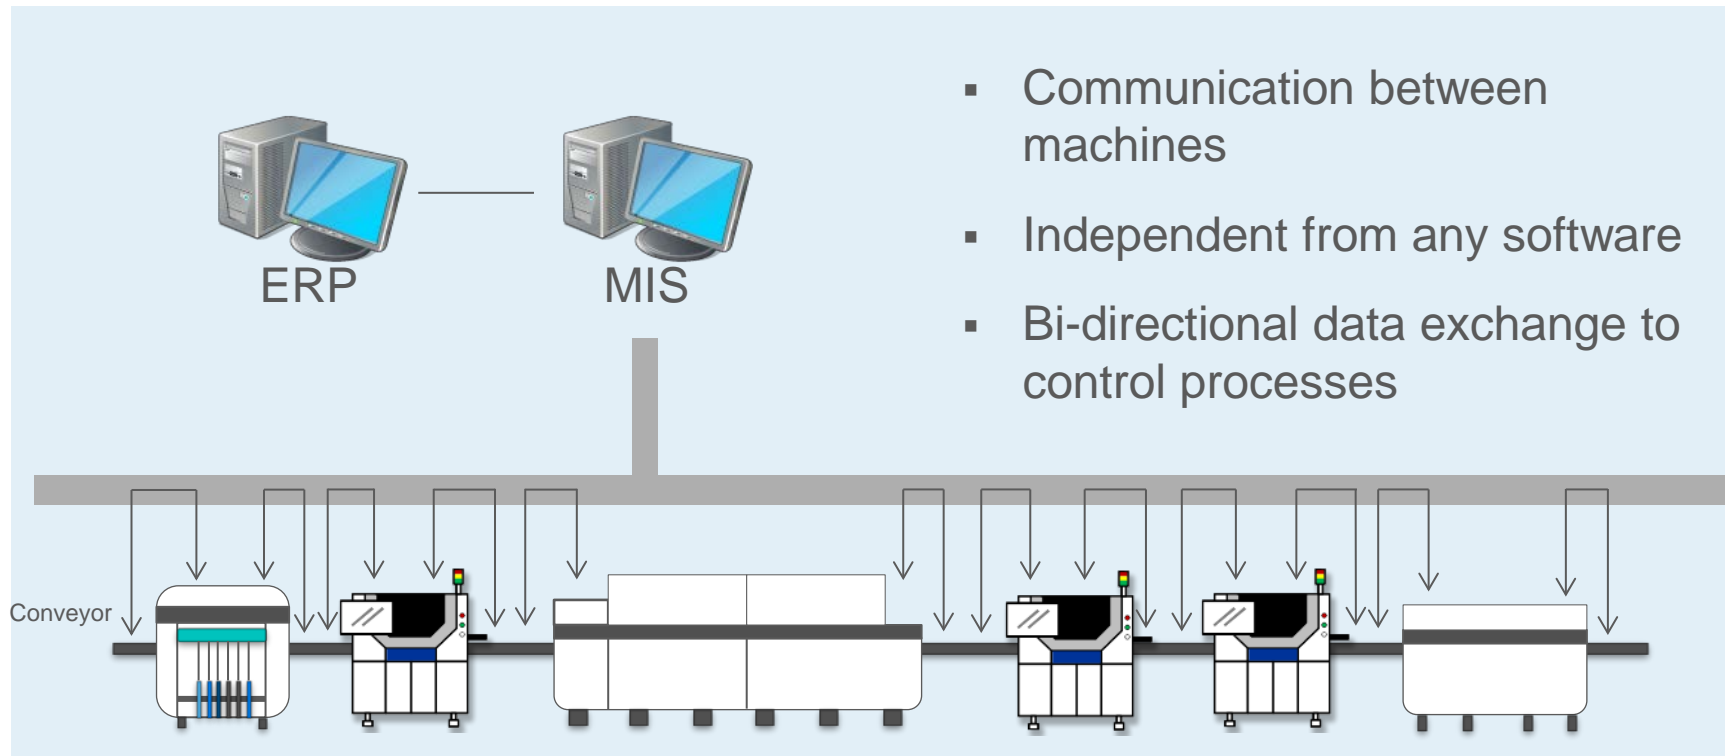 ▪ Communication between
machines
▪ Independent from any software
▪ Bi-directional data exchange to
control processes
ERP
MIS
Conveyor